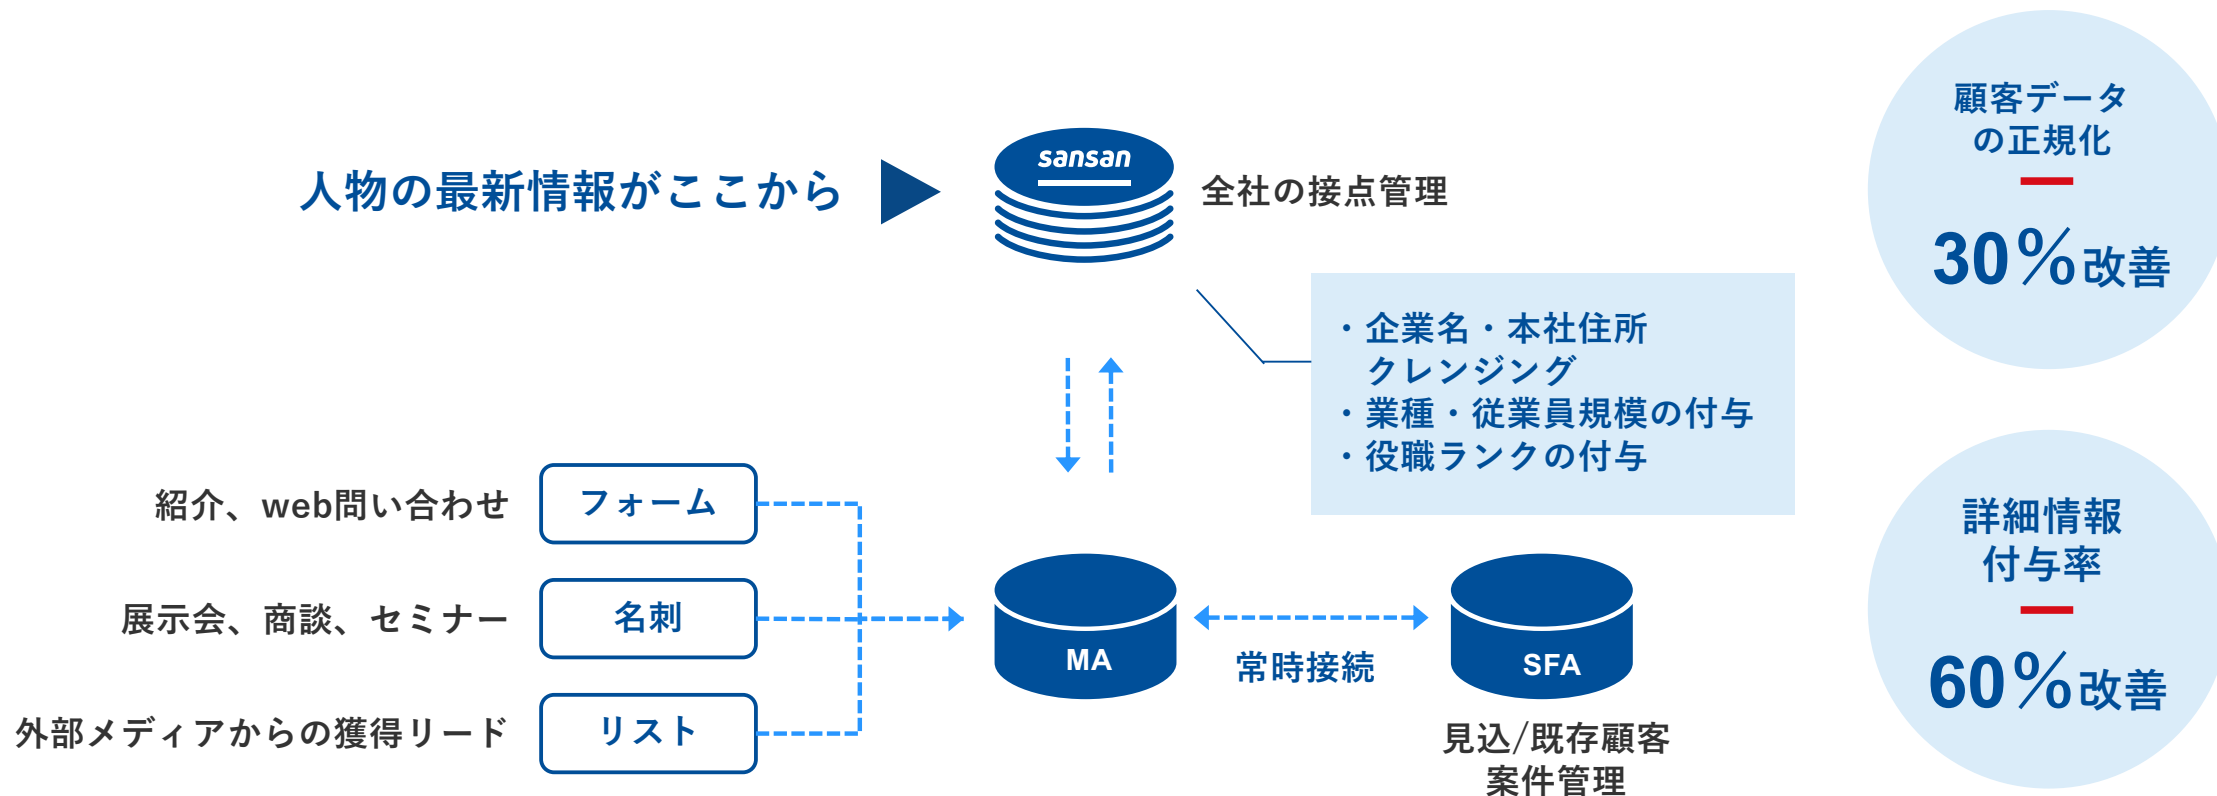 人物の最新情報がここから
sansan
全社の接点管理
・企業名・本社住所
クレンジング
・業種・従業員規模の付与
・役職ランクの付与
紹介、web問い合わせ
フォーム
展示会、商談、セミナー
名刺
外部メディアからの獲得リード
リスト
MA
常時接続
SFA
見込/既存顧客
案件管理
顧客データ
の正規化
30%改善
詳細情報
付与率
60%改善